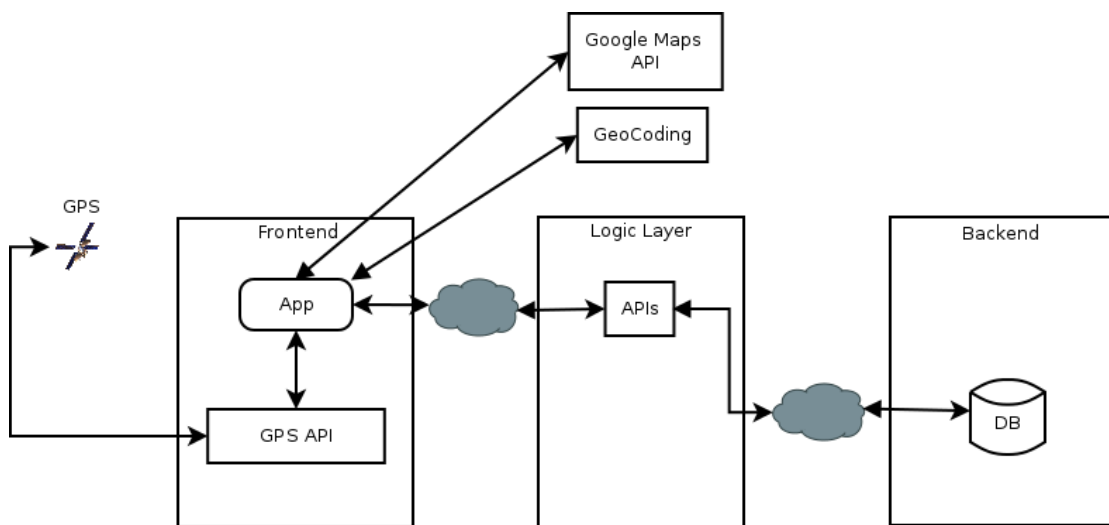 Google Maps
API
GeoCoding
GPS
Frontend
Logic Layer
Backend
App
APIs
GPS API
DB